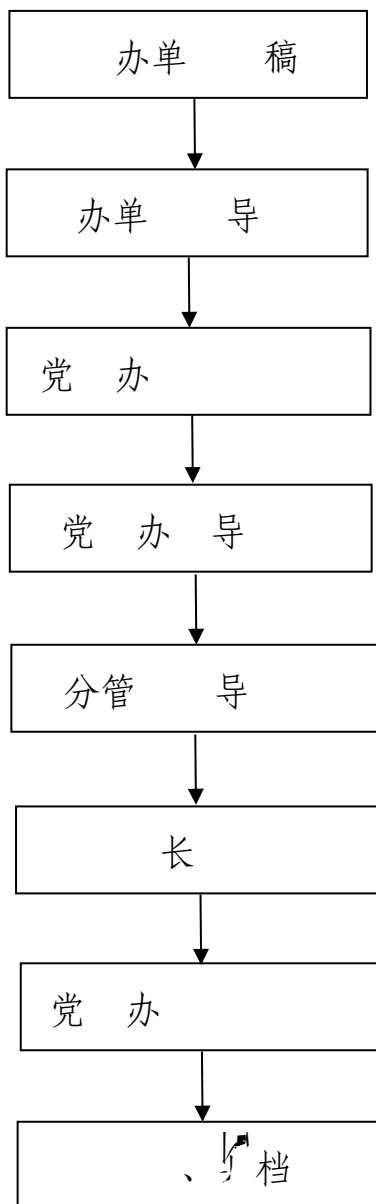 办单 稿
办单 导
党 办
党 办 导
分管 导
长
党 办
、 档